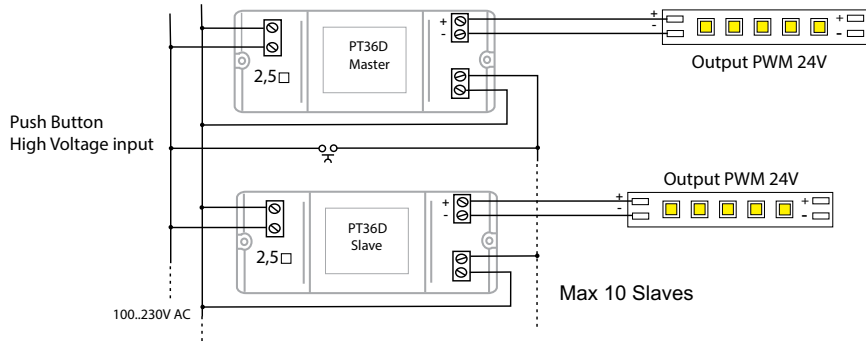 +
-
PT36D
Master
2,5□
+
-
+
-
Output PWM 24V
Push Button
High Voltage input
Output PWM 24V
+
-
PT36D
Slave
2,5□
+
-
+
-
Max 10 Slaves
100..230V AC